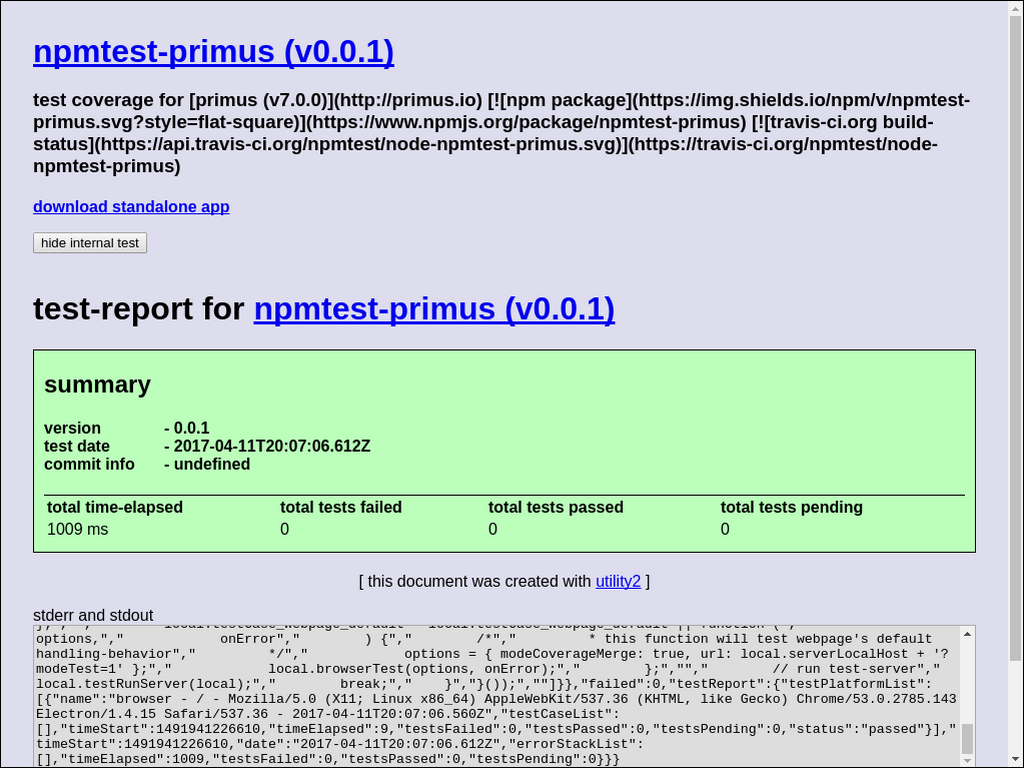 npmtest-primus (v0.0.1)
test coverage for [primus (v7.0.0)](http://primus.io) [![npm package](https://img.shields.io/npm/v/npmtest-
primus.svg?style=flat-square)](https://www.npmjs.org/package/npmtest-primus) [![travis-ci.org build-
status](https://api.travis-ci.org/npmtest/node-npmtest-primus.svg)](https://travis-ci.org/npmtest/node-
npmtest-primus)
download standalone app
hide internal test
test-report for npmtest-primus (v0.0.1)
summary
version - 0.0.1
test date - 2017-04-11T20:07:06.612Z
commit info - undefined
total time-elapsed total tests failed total tests passed total tests pending
1009 ms 0 0 0
[ this document was created with utility2 ]
stderr and stdout
options,","            onError","        ) {","        /*","         * this function will test webpage's default
handling-behavior","         */","            options = { modeCoverageMerge: true, url: local.serverLocalHost + '?
modeTest=1' };","            local.browserTest(options, onError);","        };","","        // run test-server","
local.testRunServer(local);","        break;","    }","}());",""]}},"failed":0,"testReport":{"testPlatformList":
[{"name":"browser - / - Mozilla/5.0 (X11; Linux x86_64) AppleWebKit/537.36 (KHTML, like Gecko) Chrome/53.0.2785.143
Electron/1.4.15 Safari/537.36 - 2017-04-11T20:07:06.560Z","testCaseList":
[],"timeStart":1491941226610,"timeElapsed":9,"testsFailed":0,"testsPassed":0,"testsPending":0,"status":"passed"}],"
timeStart":1491941226610,"date":"2017-04-11T20:07:06.612Z","errorStackList":
[],"timeElapsed":1009,"testsFailed":0,"testsPassed":0,"testsPending":0}}}